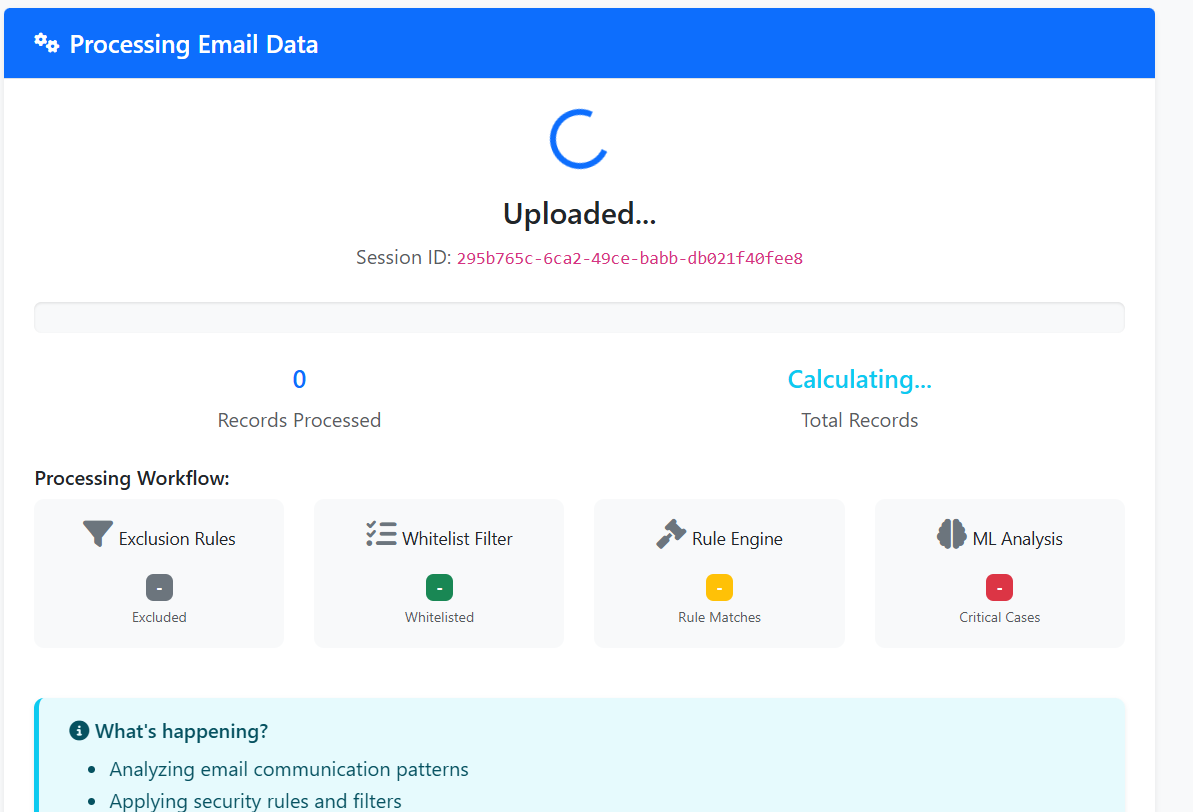 Processing Email Data
Uploaded...
Session ID: 295b765c-6ca2-49ce-babb-db021f40fee8
0
Calculating...
Records Processed
Total Records
Processing Workflow:
Exclusion Rules
-
Excluded
Whitelist Filter
-
Whitelisted
Rule Engine
-
Rule Matches
ML Analysis
-
Critical Cases
What's happening?
• Analyzing email communication patterns
• Applying security rules and filters